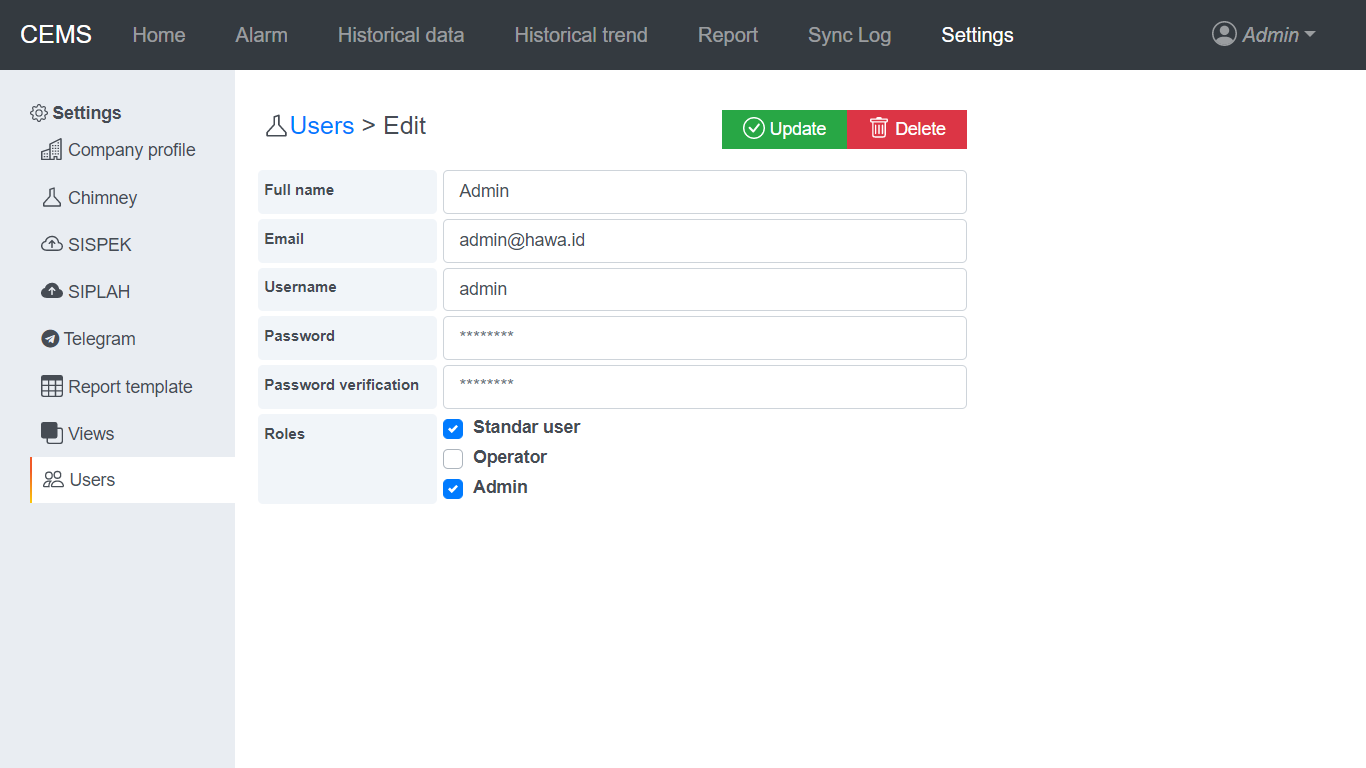 CEMS Home Alarm Historical data Historical trend Report Sync Log Settings Admin
Settings
Company profile
Chimney
SISPEK
SIPLAH
Telegram
Report template
Views
Users
Users > Edit
Update Delete
Full name Admin
Email admin@hawa.id
Username admin
Password ********
Password verification ********
Roles
Standar user
Operator
Admin